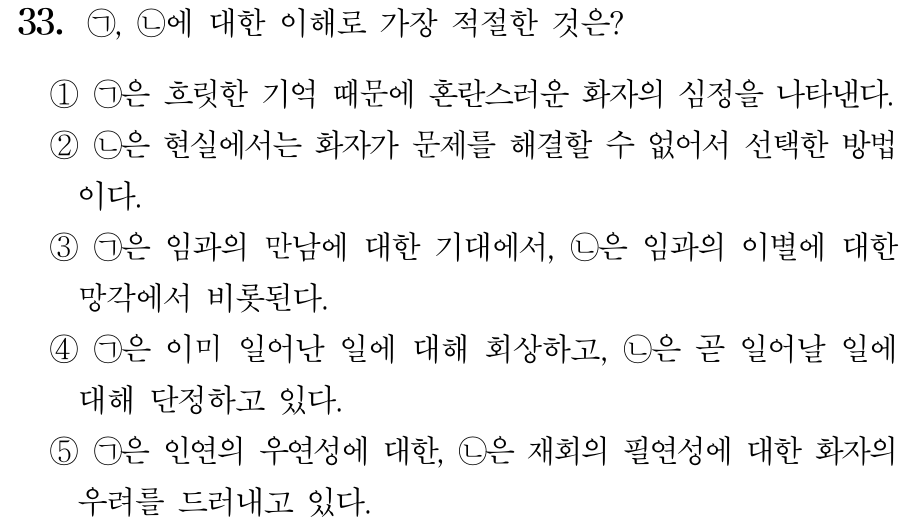 33. ㉠, ㉡에 대한 이해로 가장 적절한 것은?
① ㉠은 흐릿한 기억 때문에 혼란스러운 화자의 심정을 나타낸다.
② ㉡은 현실에서는 화자가 문제를 해결할 수 없어서 선택한 방법
이다.
③ ㉠은 임과의 만남에 대한 기대에서, ㉡은 임과의 이별에 대한
망각에서 비롯된다.
④ ㉠은 이미 일어난 일에 대해 회상하고, ㉡은 곧 일어날 일에
대해 단정하고 있다.
⑤ ㉠은 인연의 우연성에 대한, ㉡은 재회의 필연성에 대한 화자의
우려를 드러내고 있다.